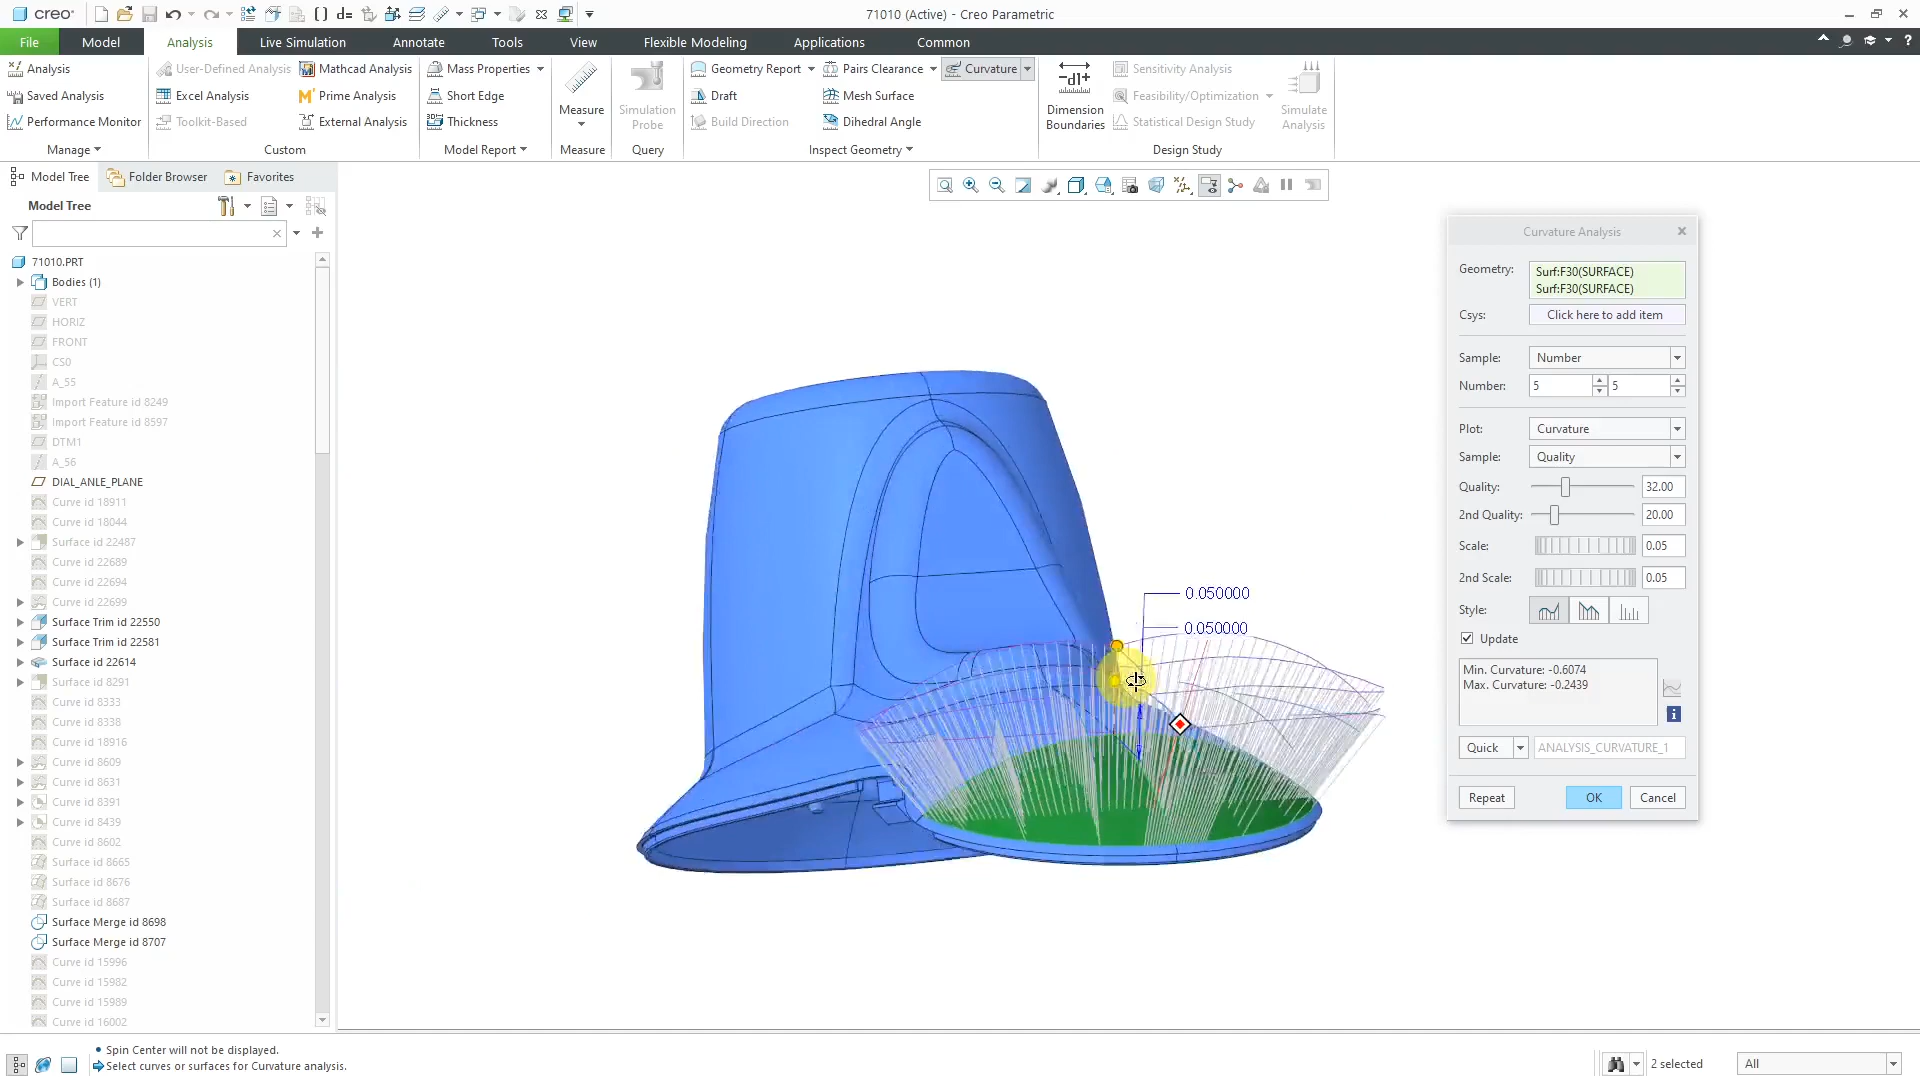 creo
d=
71010 (Active) - Creo Parametric
File
Model
Analysis
Live Simulation
Annotate
Tools
View
Flexible Modeling
Applications
Common
Analysis
Saved Analysis
Performance Monitor
Manage
User-Defined Analysis
Excel Analysis
Toolkit-Based
Mathcad Analysis
Prime Analysis
External Analysis
Custom
Mass Properties
Short Edge
Thickness
Model Report
Measure
Measure
Simulation
Probe
Query
Geometry Report
Draft
Build Direction
Pairs Clearance
Mesh Surface
Dihedral Angle
Curvature
Inspect Geometry
Dimension
Boundaries
Sensitivity Analysis
Feasibility/Optimization
Statistical Design Study
Simulate
Analysis
Design Study
Model Tree
Folder Browser
Favorites
Model Tree
71010.PRT
Bodies (1)
VERT
HORIZ
FRONT
CS0
A_55
Import Feature id 8249
Import Feature id 8597
DTM1
A_56
DIAL_ANLE_PLANE
Curve id 18911
Curve id 18044
Surface id 22487
Curve id 22689
Curve id 22694
Curve id 22699
Surface Trim id 22550
Surface Trim id 22581
Surface id 22614
Surface id 8291
Curve id 8333
Curve id 8338
Curve id 18916
Curve id 8609
Curve id 8631
Curve id 8391
Curve id 8439
Curve id 8602
Surface id 8665
Surface id 8676
Surface id 8687
Surface Merge id 8698
Surface Merge id 8707
Curve id 15996
Curve id 15982
Curve id 15989
Curve id 16002
0.050000
0.050000
Curvature Analysis
Geometry:
Surf:F30(SURFACE)
Surf:F30(SURFACE)
Csys:
Click here to add item
Sample:
Number
Number:
5
5
Plot:
Curvature
Sample:
Quality
Quality:
32.00
2nd Quality:
20.00
Scale:
0.05
2nd Scale:
0.05
Style:
Update
Min. Curvature: -0.6074
Max. Curvature: -0.2439
Quick
ANALYSIS_CURVATURE_1
Repeat
OK
Cancel
• Spin Center will not be displayed.
Select curves or surfaces for Curvature analysis.
2 selected
All